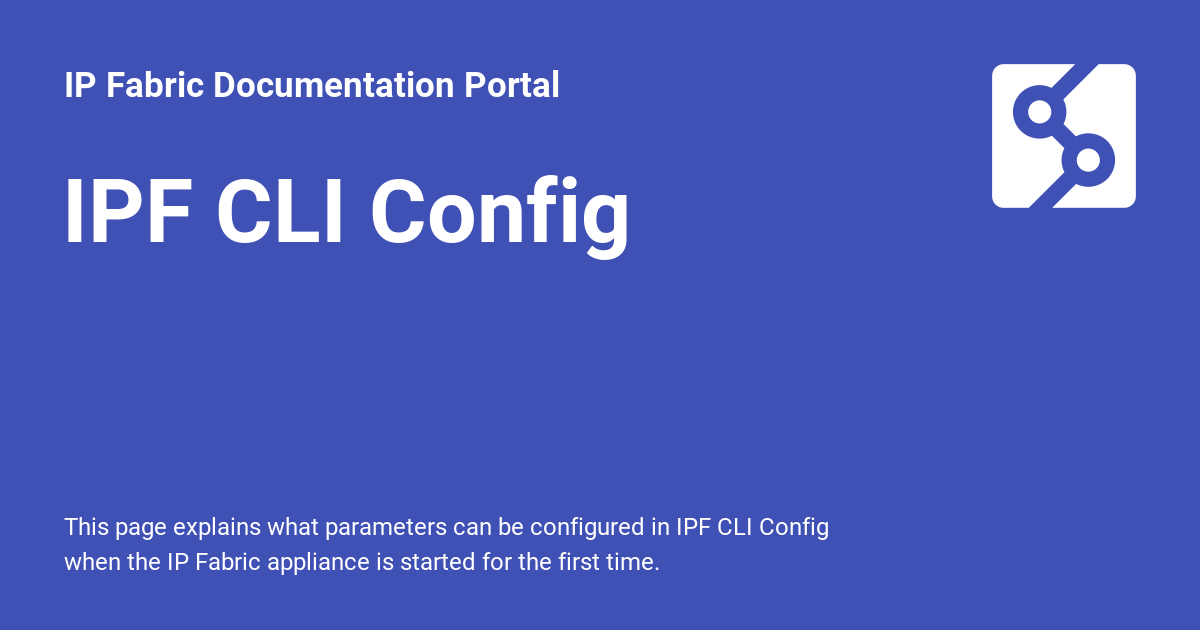 IP Fabric Documentation Portal
IPF CLI Config
This page explains what parameters can be configured in IPF CLI Config
when the IP Fabric appliance is started for the first time.